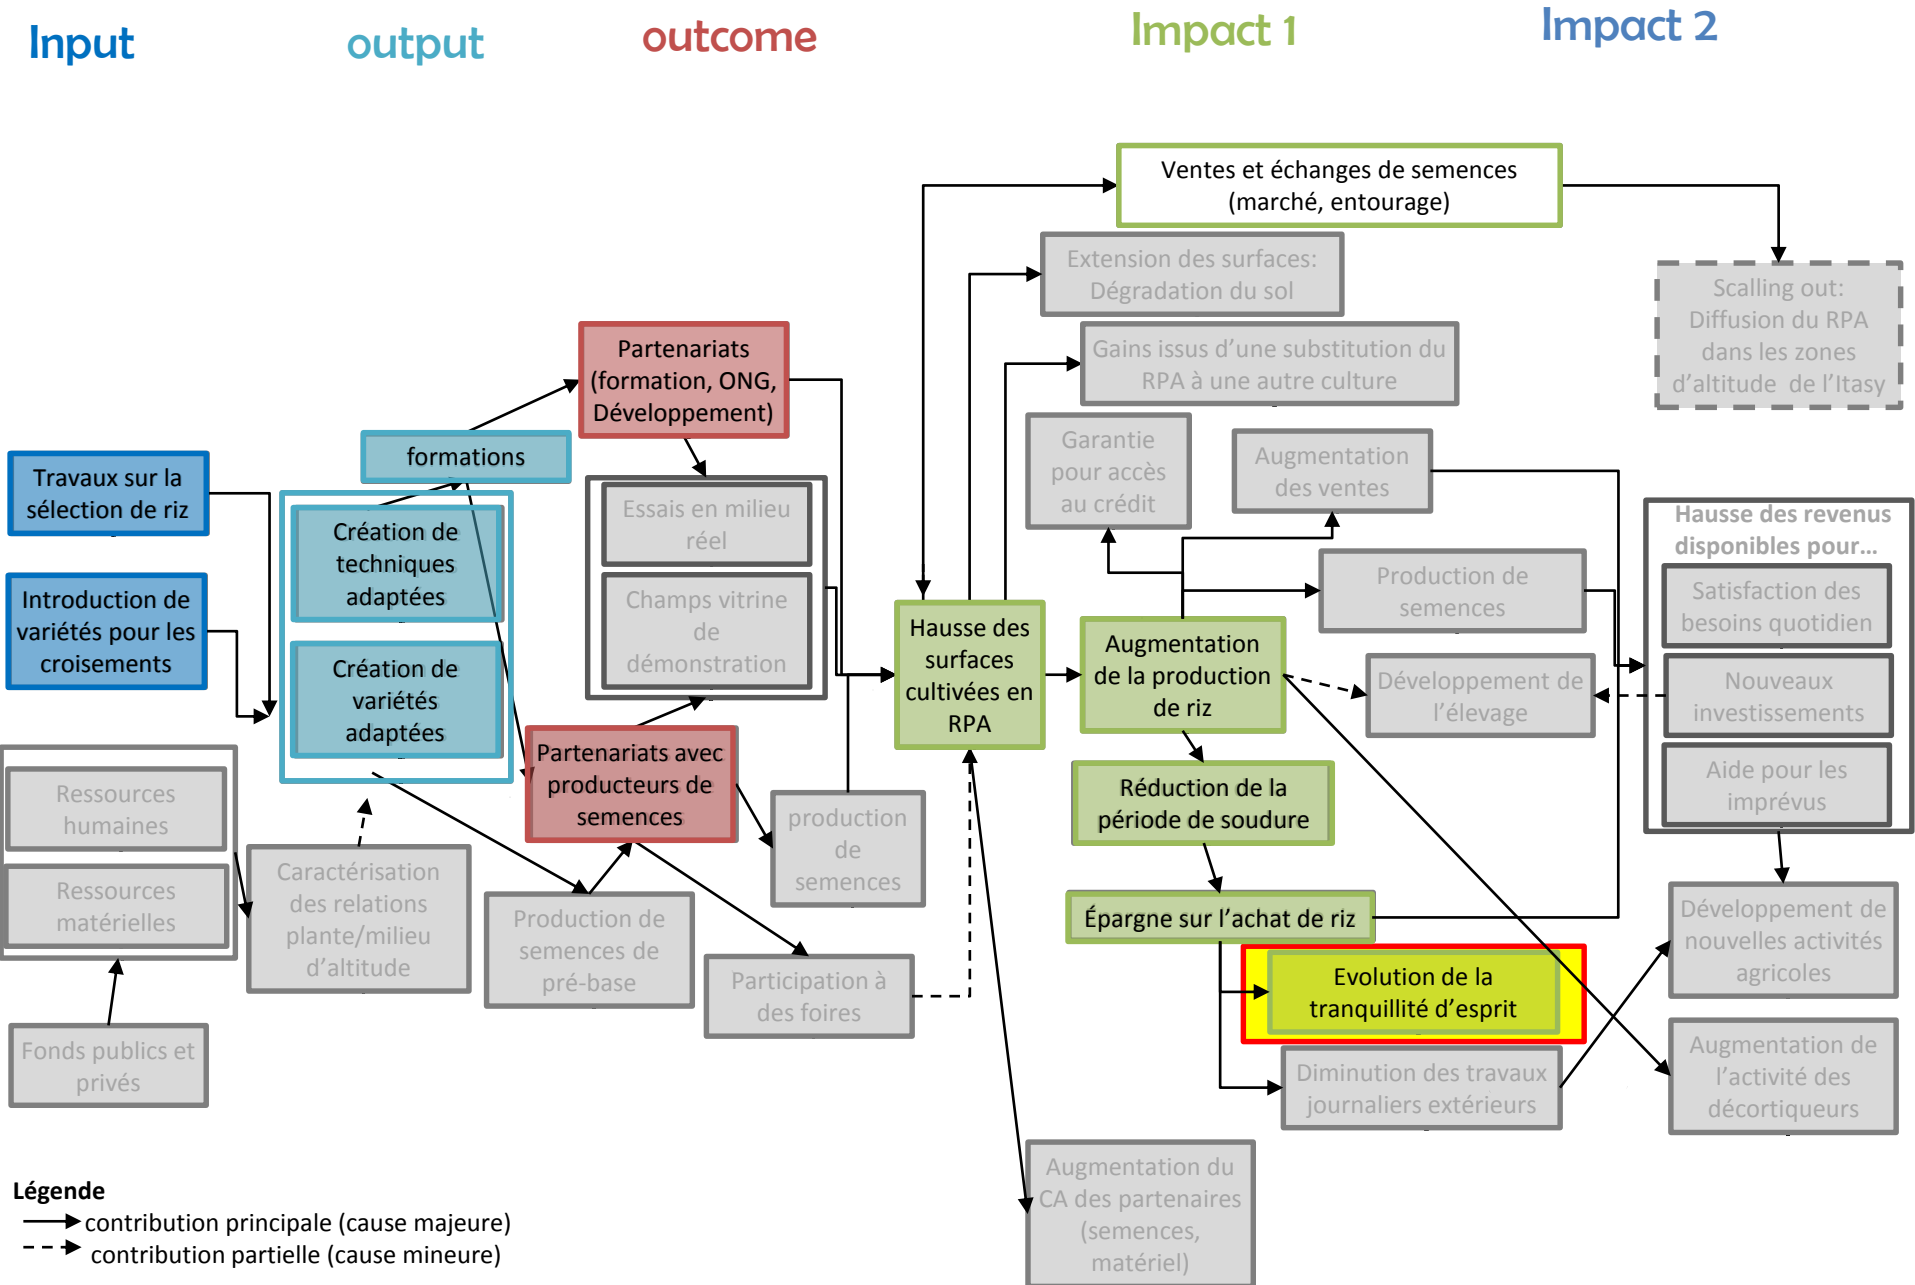 Input
output
outcome
Impact 1
Impact 2
Ventes et échanges de semences
(marché, entourage)
Extension des surfaces:
Dégradation du sol
Scalling out:
Diffusion du RPA
dans les zones
d'altitude de l'Itasy
Gains issus d'une substitution du
RPA à une autre culture
Partenariats
(formation, ONG,
Développement)
formations
Garantie
pour accès
au crédit
Augmentation
des ventes
Travaux sur la
sélection de riz
Création de
techniques
adaptées
Essais en milieu
réel
Hausse des revenus
disponibles pour...
Introduction de
variétés pour les
croisements
Champs vitrine
de
démonstration
Production de
semences
Satisfaction des
besoins quotidien
Création de
variétés
adaptées
Hausse des
surfaces
cultivées en
RPA
Augmentation
de la production
de riz
Développement de
l'élevage
Nouveaux
investissements
Partenariats avec
producteurs de
semences
Réduction de la
période de soudure
Aide pour les
imprévus
Ressources
humaines
Ressources
matérielles
Caractérisation
des relations
plante/milieu
d'altitude
production
de
semences
Production de
semences de
pré-base
Épargne sur l'achat de riz
Développement de
nouvelles activités
agricoles
Participation à
des foires
Evolution de la
tranquillité d'esprit
Fonds publics et
privés
Diminution des travaux
journaliers extérieurs
Augmentation de
l'activité des
décortiqueurs
Augmentation du
CA des partenaires
(semences,
matériel)
Légende
contribution principale (cause majeure)
contribution partielle (cause mineure)